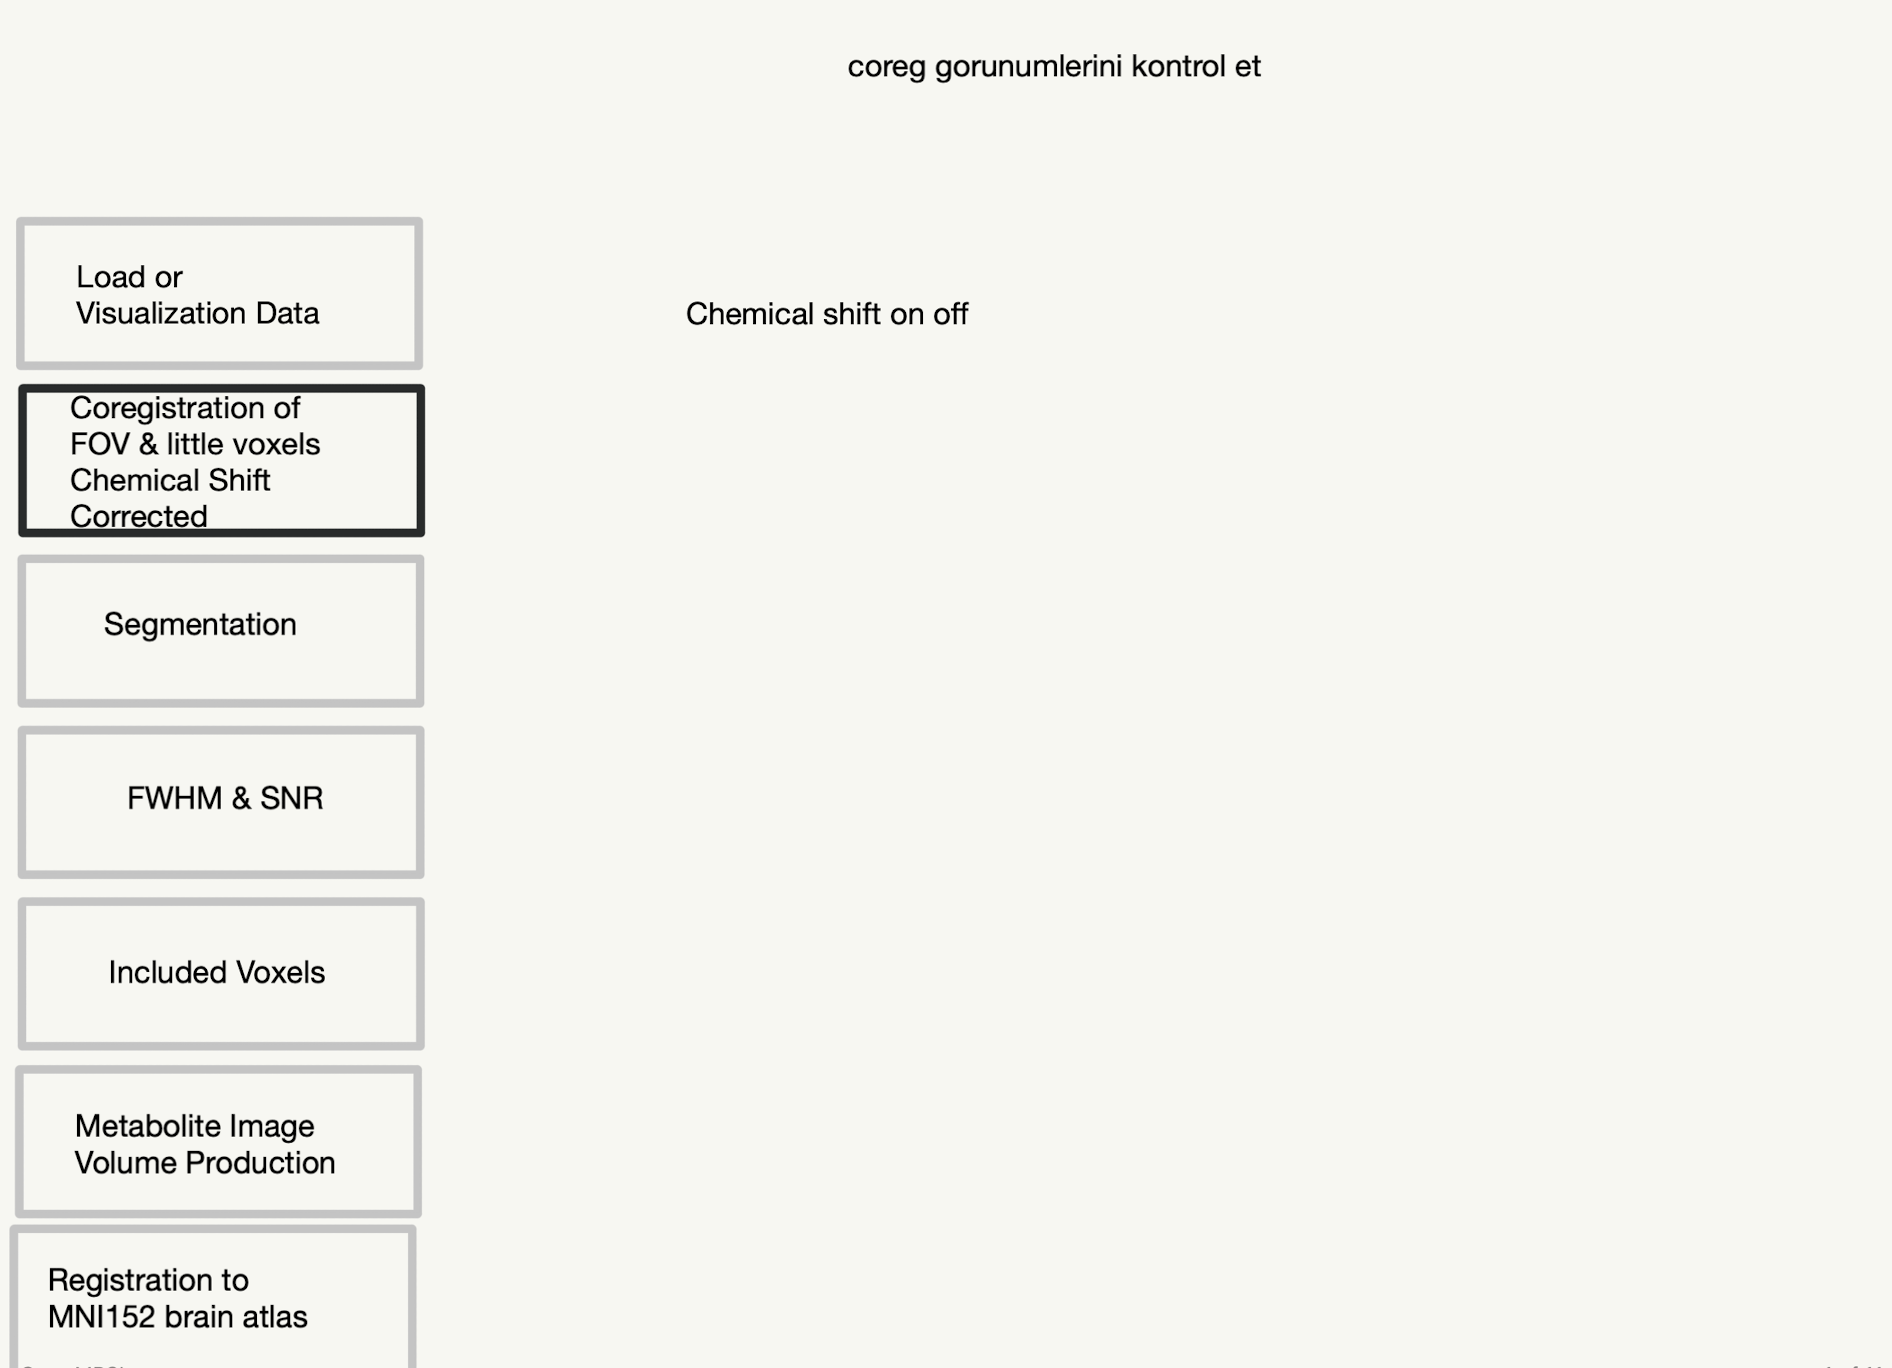 coreg gorunumlerini kontrol et
Load or
Visualization Data
Chemical shift on off
Coregistration of
FOV & little voxels
Chemical Shift
Corrected
Segmentation
FWHM & SNR
Included Voxels
Metabolite Image
Volume Production
Registration to
MNI152 brain atlas